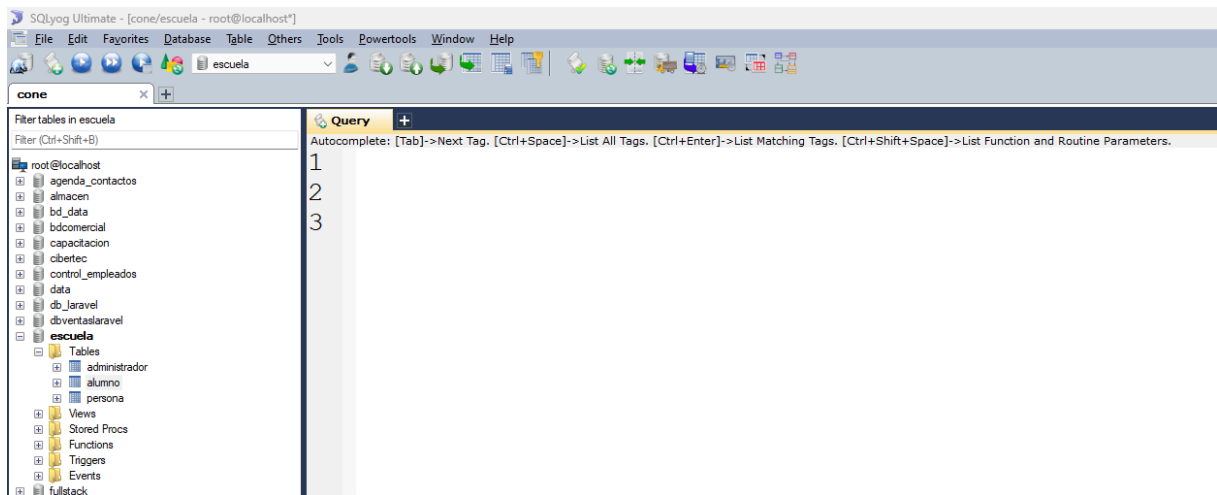 SQLyog Ultimate - [cone/escuela - root@localhost*]
File Edit Favorites Database Table Others Tools Powertools Window Help
escuela
cone
Filter tables in escuela
Filter (Ctrl+Shift+B)
root@localhost
agenda_contactos
almacen
bd_data
bdcomercial
capacitacion
cibertec
control_empleados
data
db_laravel
dbventaslaravel
escuela
Tables
administrador
alumno
persona
Views
Stored Procs
Functions
Triggers
Events
fullstack
Query
Autocomplete: [Tab]->Next Tag. [Ctrl+Space]->List All Tags. [Ctrl+Enter]->List Matching Tags. [Ctrl+Shift+Space]->List Function and Routine Parameters.
1
2
3